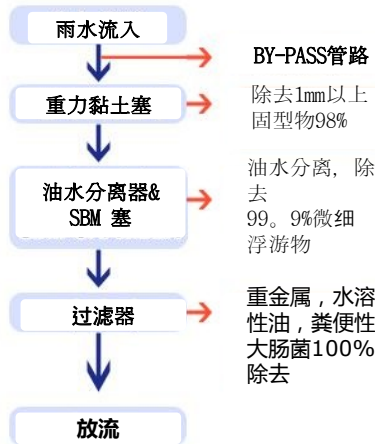 雨水流入
BY-PASS管路
重力黏土塞
除去1mm以上
固型物98%
油水分离器&
SBM 塞
油水分离, 除
去
99。9%微细
浮游物
过滤器
重金属，水溶
性油，粪便性
大肠菌100%
除去
放流